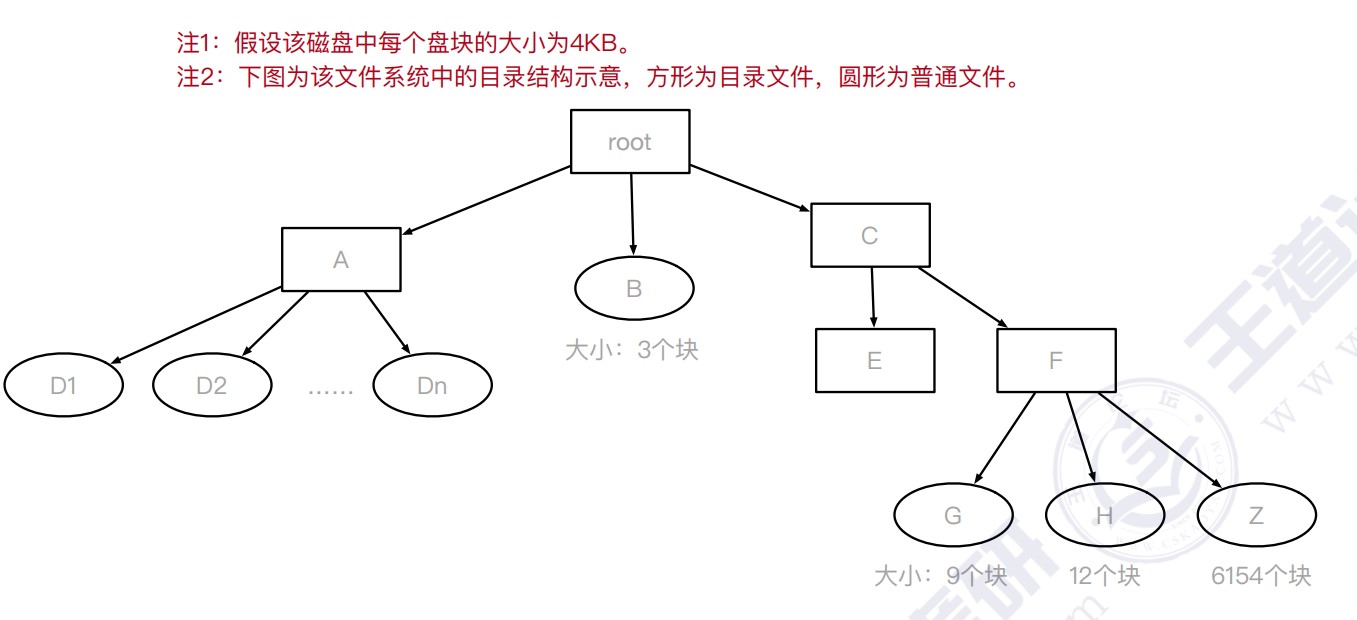 注1：假设该磁盘中每个盘块的大小为4KB。
注2：下图为该文件系统中的目录结构示意，方形为目录文件，圆形为普通文件。
root
C
A
B
大小：3个块
E
F
D1
D2
……
Dn
G
H
Z
大小：9个块
12个块
6154个块
王道